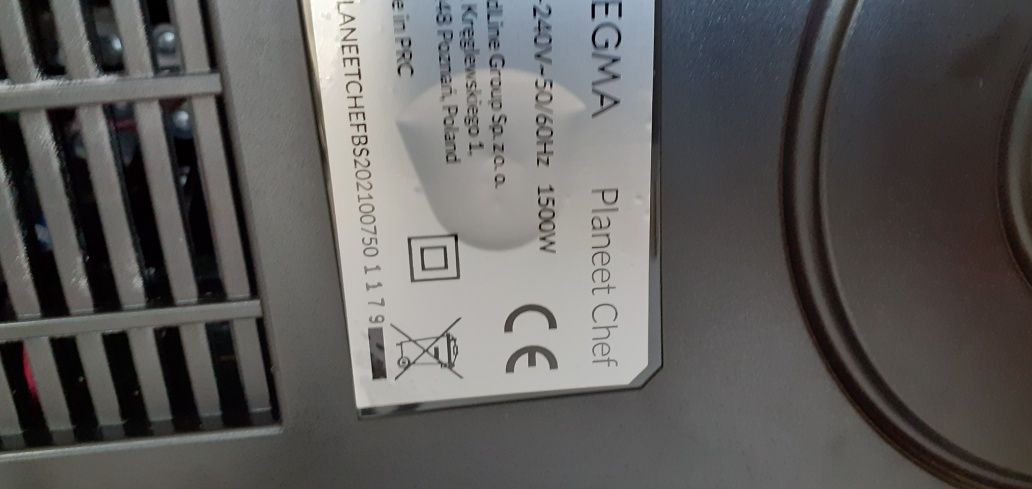 EGMA Planeet Chef
-240V~50/60Hz 1500W
dLine Group Sp. z o. o.
Kreglewskiego 1,
48 Poznań, Poland
e in PRC
LANEETCHEFBS202100750 1 1 7 9
CE